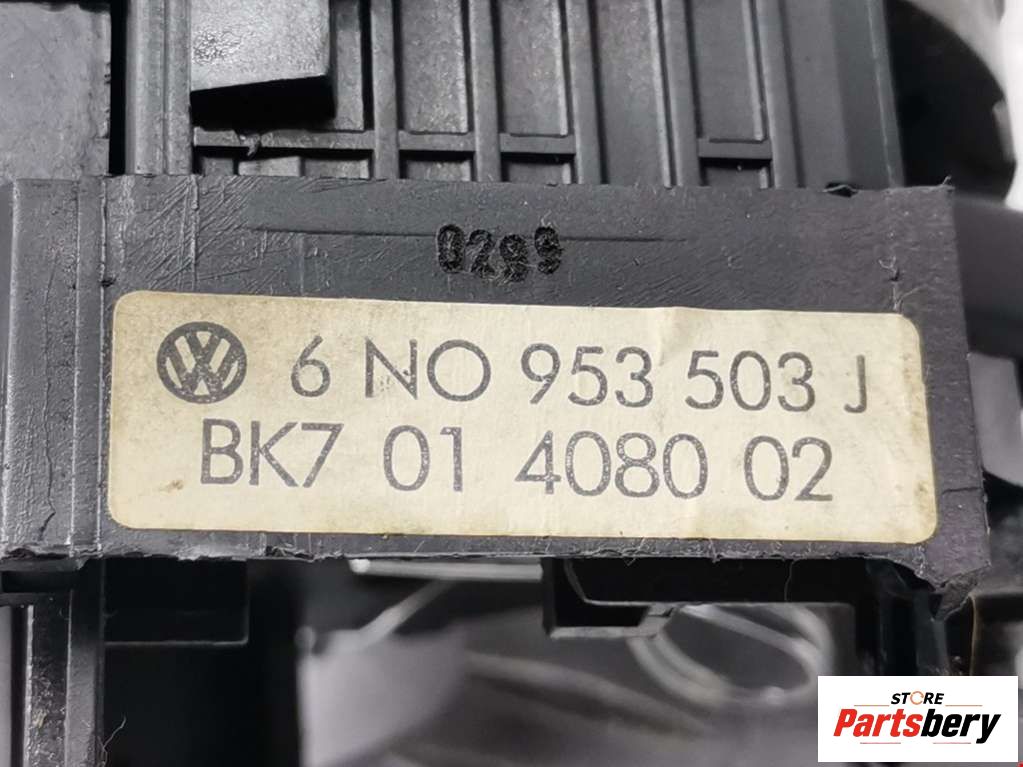 0299
6 NO 953 503 J
BK7 01 4080 02
STORE
Partsbery